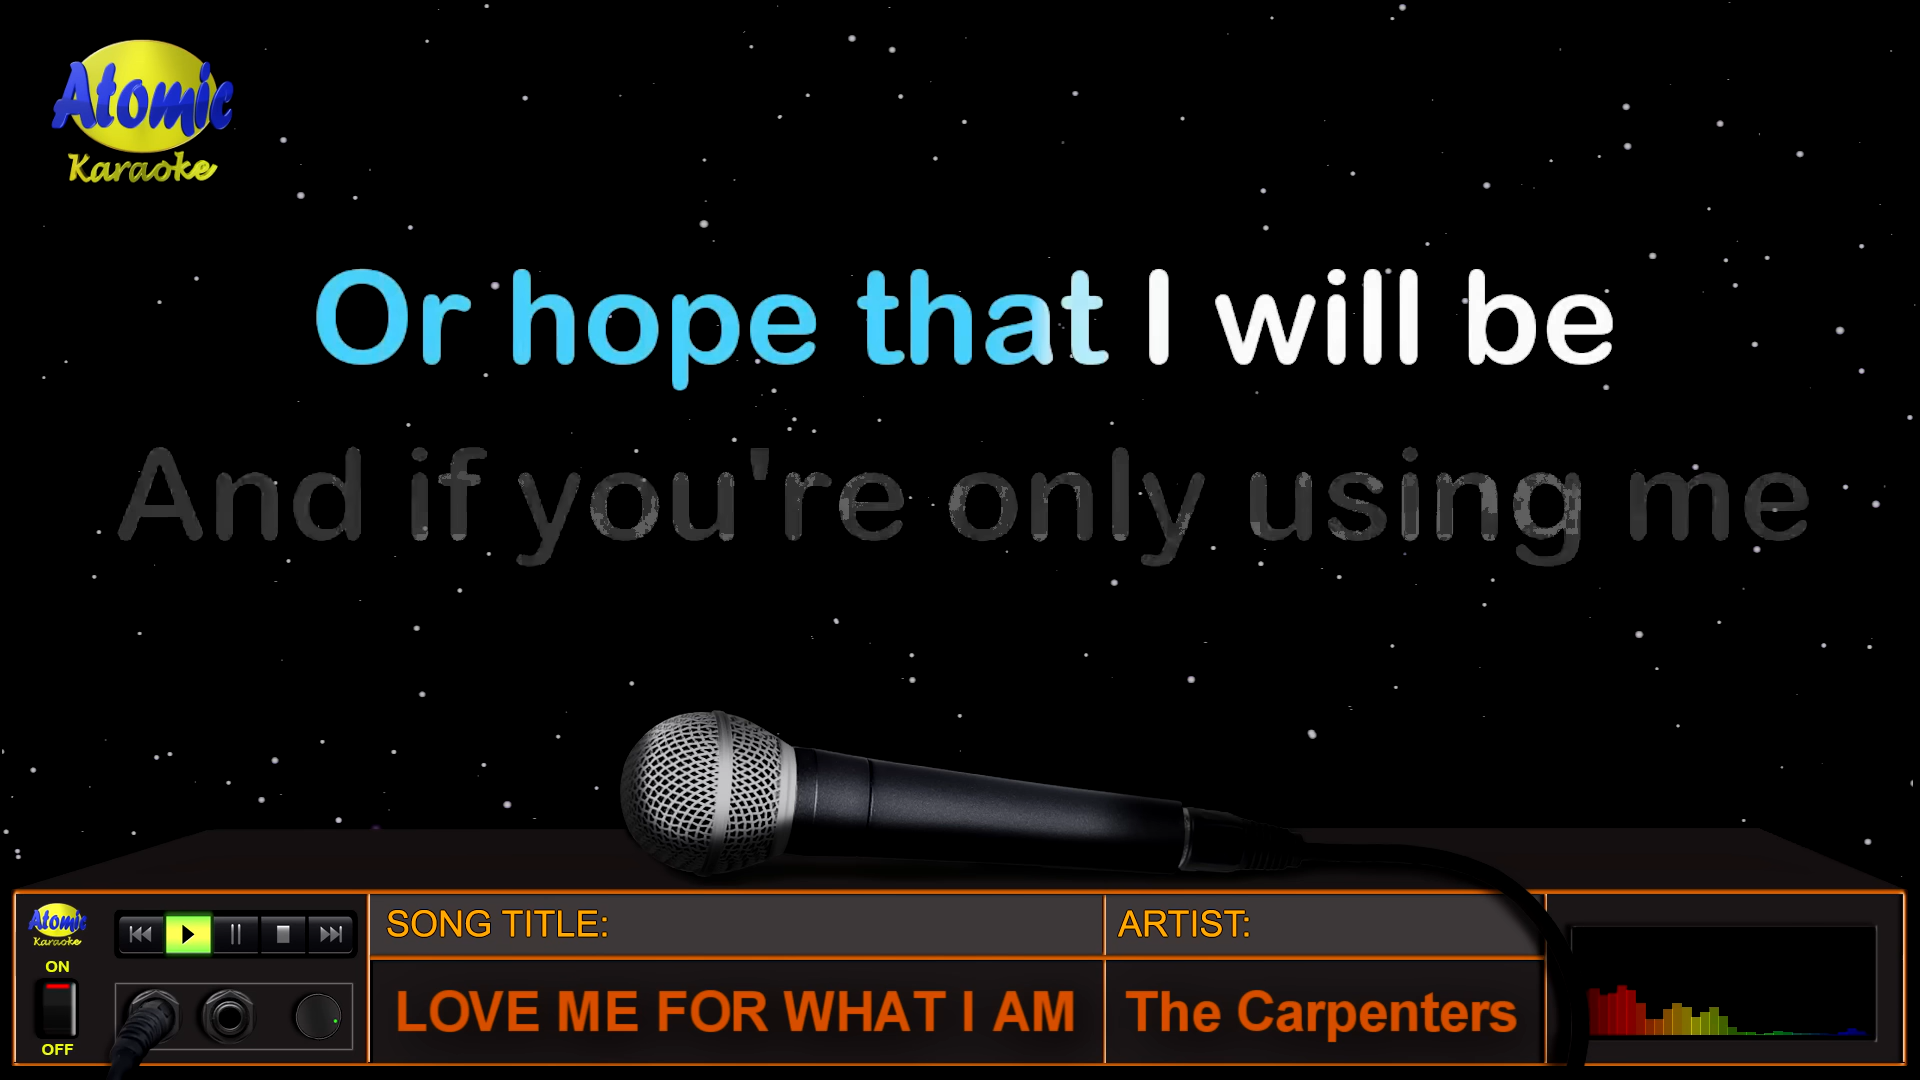 Atomic
Karaoke
Or hope that I will be
And if you're only using me
Atomic
Karaoke
ON
OFF
SONG TITLE:
ARTIST:
LOVE ME FOR WHAT I AM
The Carpenters